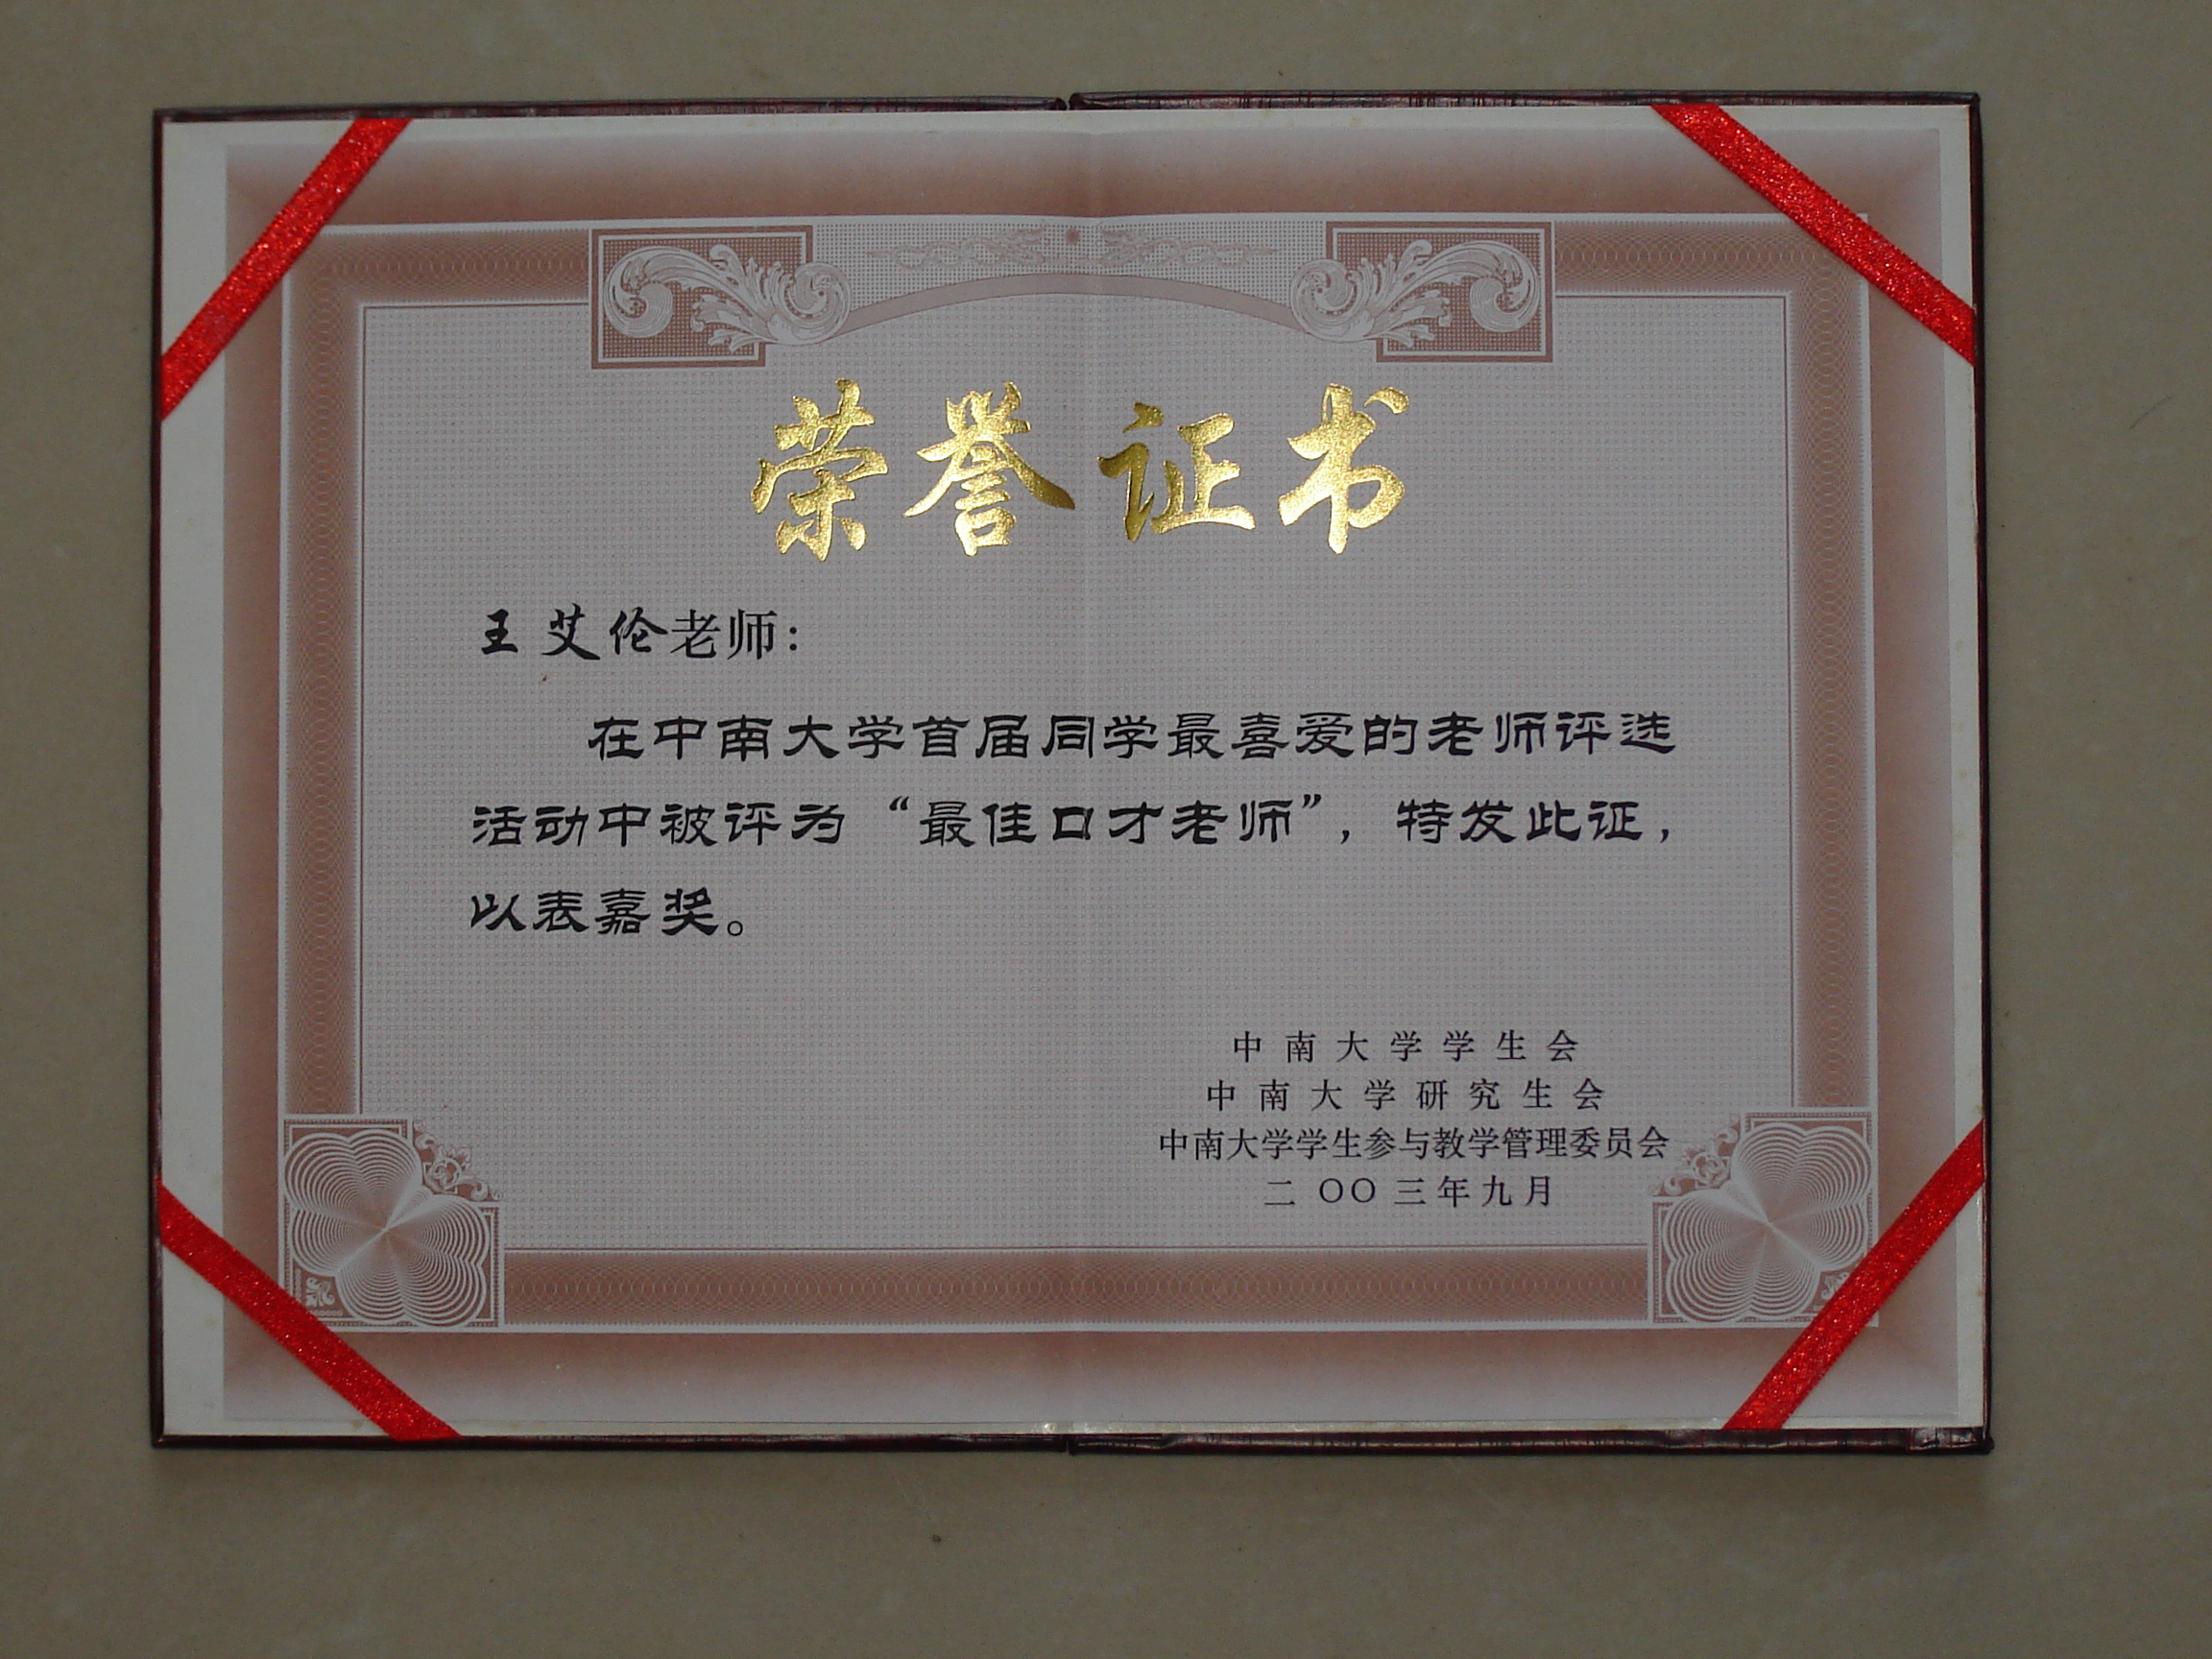 荣誉证书
王艾伦老师：
在中南大学首届同学最喜爱的老师评选
活动中被评为“最佳口才老师”，特发此证，
以表嘉奖。
中南大学学生会
中南大学研究生会
中南大学学生参与教学管理委员会
二〇〇三年九月